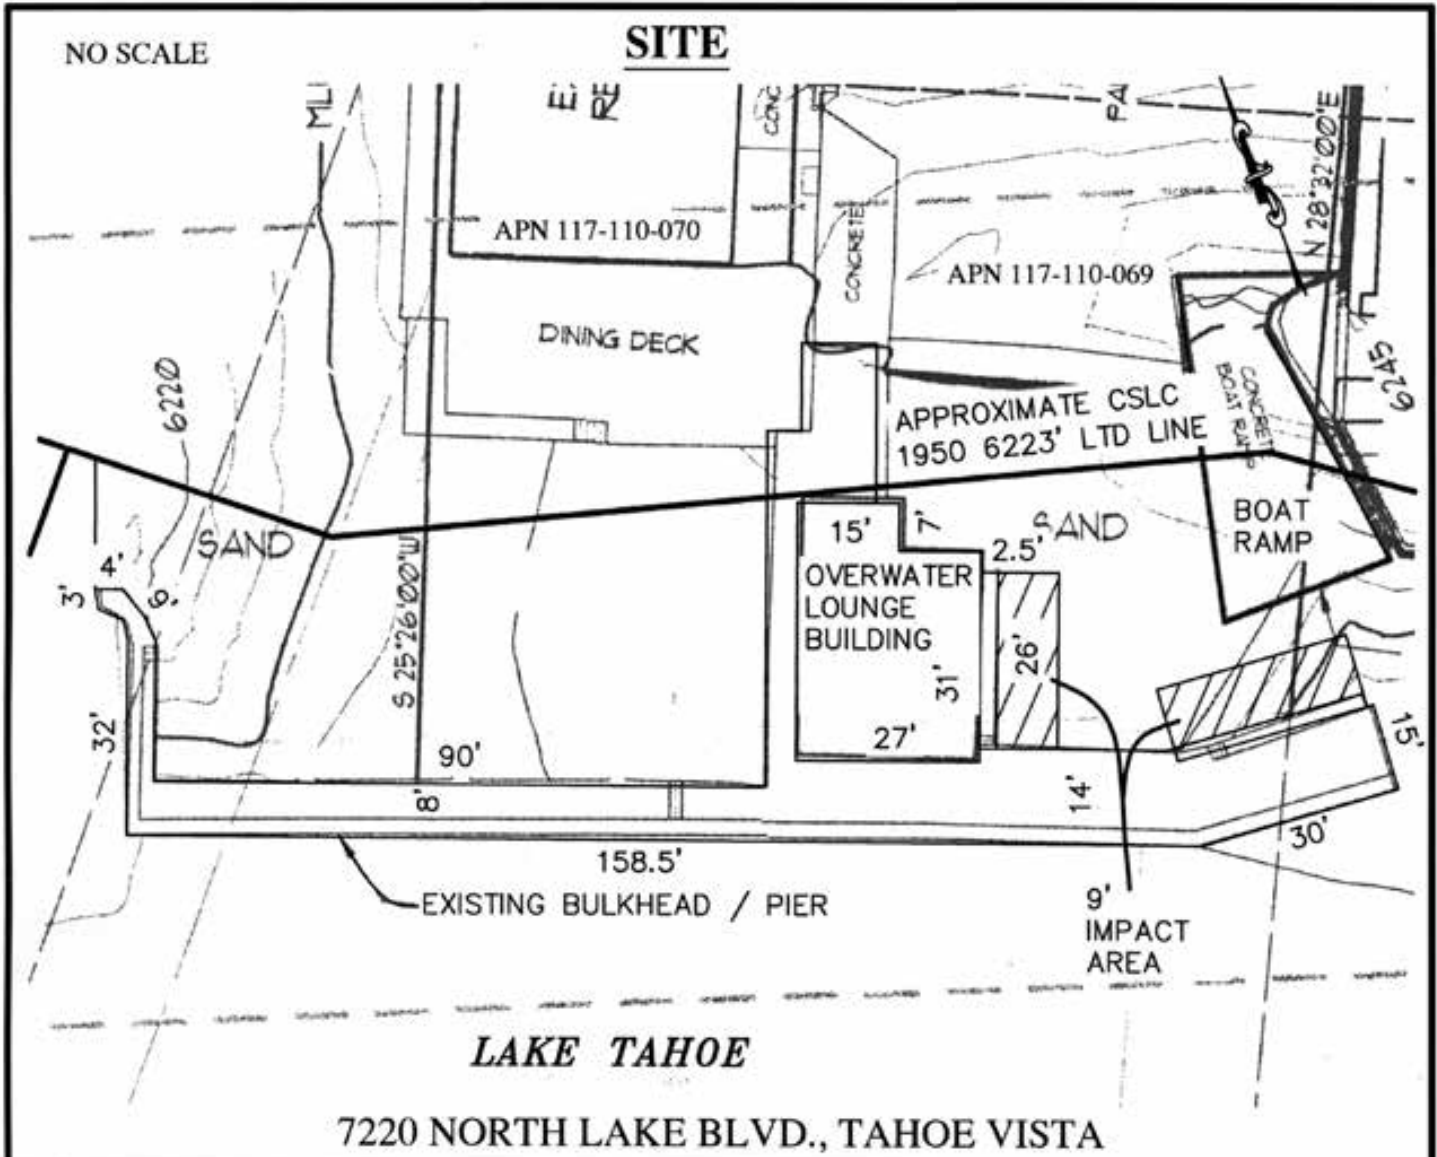 NO SCALE
SITE
CONC
N 28°32'00"E
APN 117-110-070
CONCRETE
APN 117-110-069
DINING DECK
6220
6245
APPROXIMATE CSLC
1950 6223' LTD LINE
CONCRETE
BOAT RAMP
SAND
15'
7'
SAND
BOAT
RAMP
2.5'
4'
3'
9'
OVERWATER
LOUNGE
BUILDING
S 25°26'00"W
26'
31'
32'
27'
15'
90'
8'
14'
30'
158.5'
EXISTING BULKHEAD / PIER
9'
IMPACT
AREA
LAKE TAHOE
7220 NORTH LAKE BLVD., TAHOE VISTA